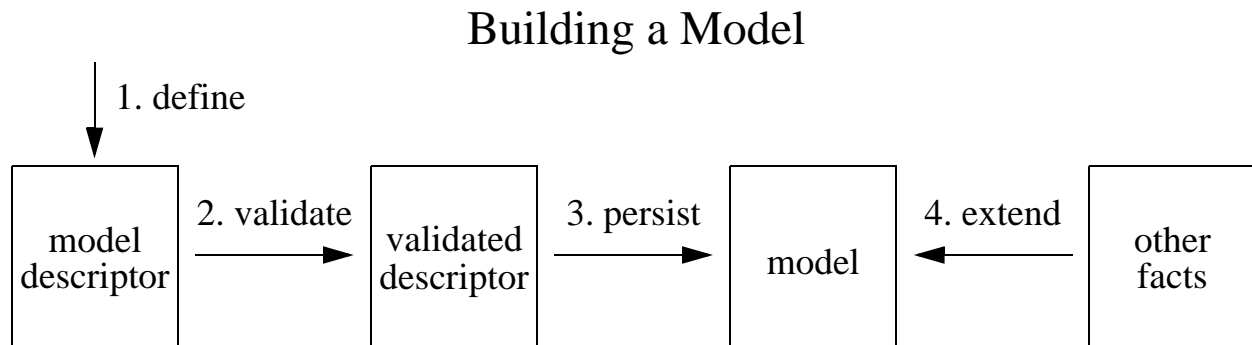 Building a Model
1. define
2. validate
3. persist
4. extend
model
descriptor
validated
descriptor
model
other
facts